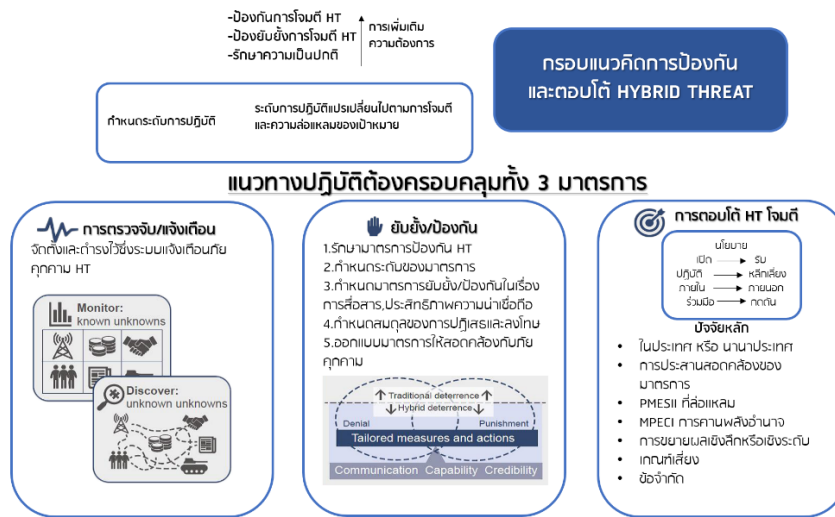 -ป้องกันการโจมตี HT
-ป้องยับยั้งการโจมตี HT
-รักษาความเป็นปกติ
การเพิ่มเติม
ความต้องการ
กรอบแนวคิดการป้องกัน
และตอบโต้ HYBRID THREAT
กำหนดระดับการปฏิบัติ
ระดับการปฏิบัติแปรเปลี่ยนไปตามการโจมตี
และความล่อแหลมของเป้าหมาย
แนวทางปฏิบัติต้องครอบคลุมทั้ง 3 มาตรการ
การตรวจจับ/แจ้งเตือน
จัดตั้งและดำรงไว้ซึ่งระบบแจ้งเตือนภัย
คุกคาม HT
Monitor:
known unknowns
Discover:
unknown unknowns
ยับยั้ง/ป้องกัน
1.รักษามาตรการป้องกัน HT
2.กำหนดระดับของมาตรการ
3.กำหนดมาตรการยับยั้ง/ป้องกันในเรื่อง
การสื่อสาร,ประสิทธิภาพความน่าเชื่อถือ
4.กำหนดสมดุลของการปฏิเสธและลงโทษ
5.ออกแบบมาตรการให้สอดคล้องกับภัย
คุกคาม
↑ Traditional deterrence ↑
↓ Hybrid deterrence ↓
Denial Punishment
Tailored measures and actions
Communication Capability Credibility
การตอบโต้ HT โจมตี
นโยบาย
เปิด → รับ
ปฏิบัติ → หลีกเลี่ยง
ภายใน → ภายนอก
ร่วมมือ → กดดัน
ปัจจัยหลัก
• ในประเทศ หรือ นานาประเทศ
• การประสานสอดคล้องของ
มาตรการ
• PMESII ที่ล่อแหลม
• MPECI การคานพลังอำนาจ
• การขยายผลเชิงลึกหรือเชิงระดับ
• เกณฑ์เสี่ยง
• ข้อจำกัด